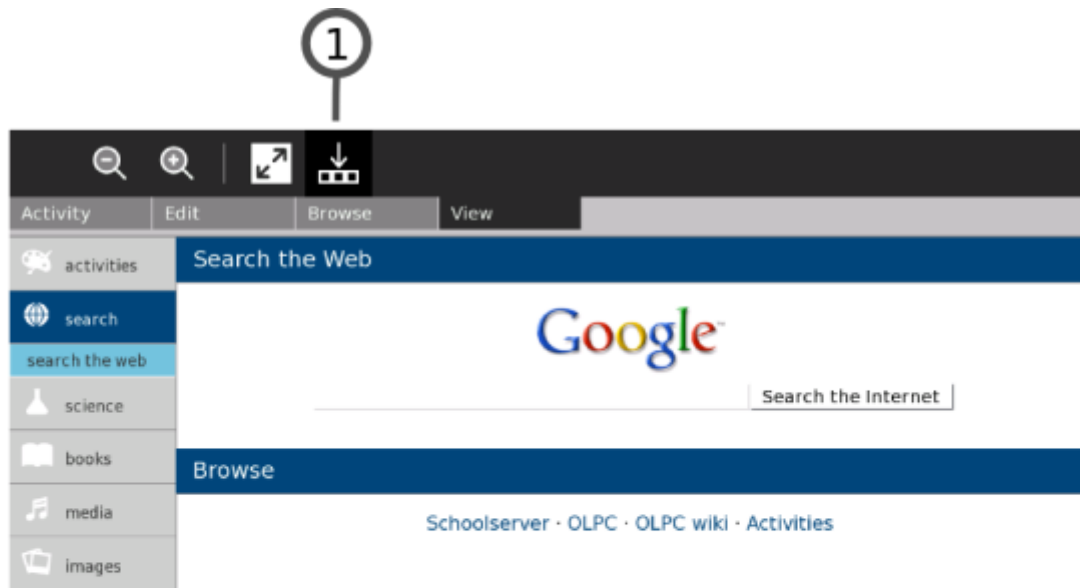 1
Activity Edit Browse View
activities
search
search the web
science
books
media
images
Search the Web
Google™
Search the Internet
Browse
Schoolserver · OLPC · OLPC wiki · Activities